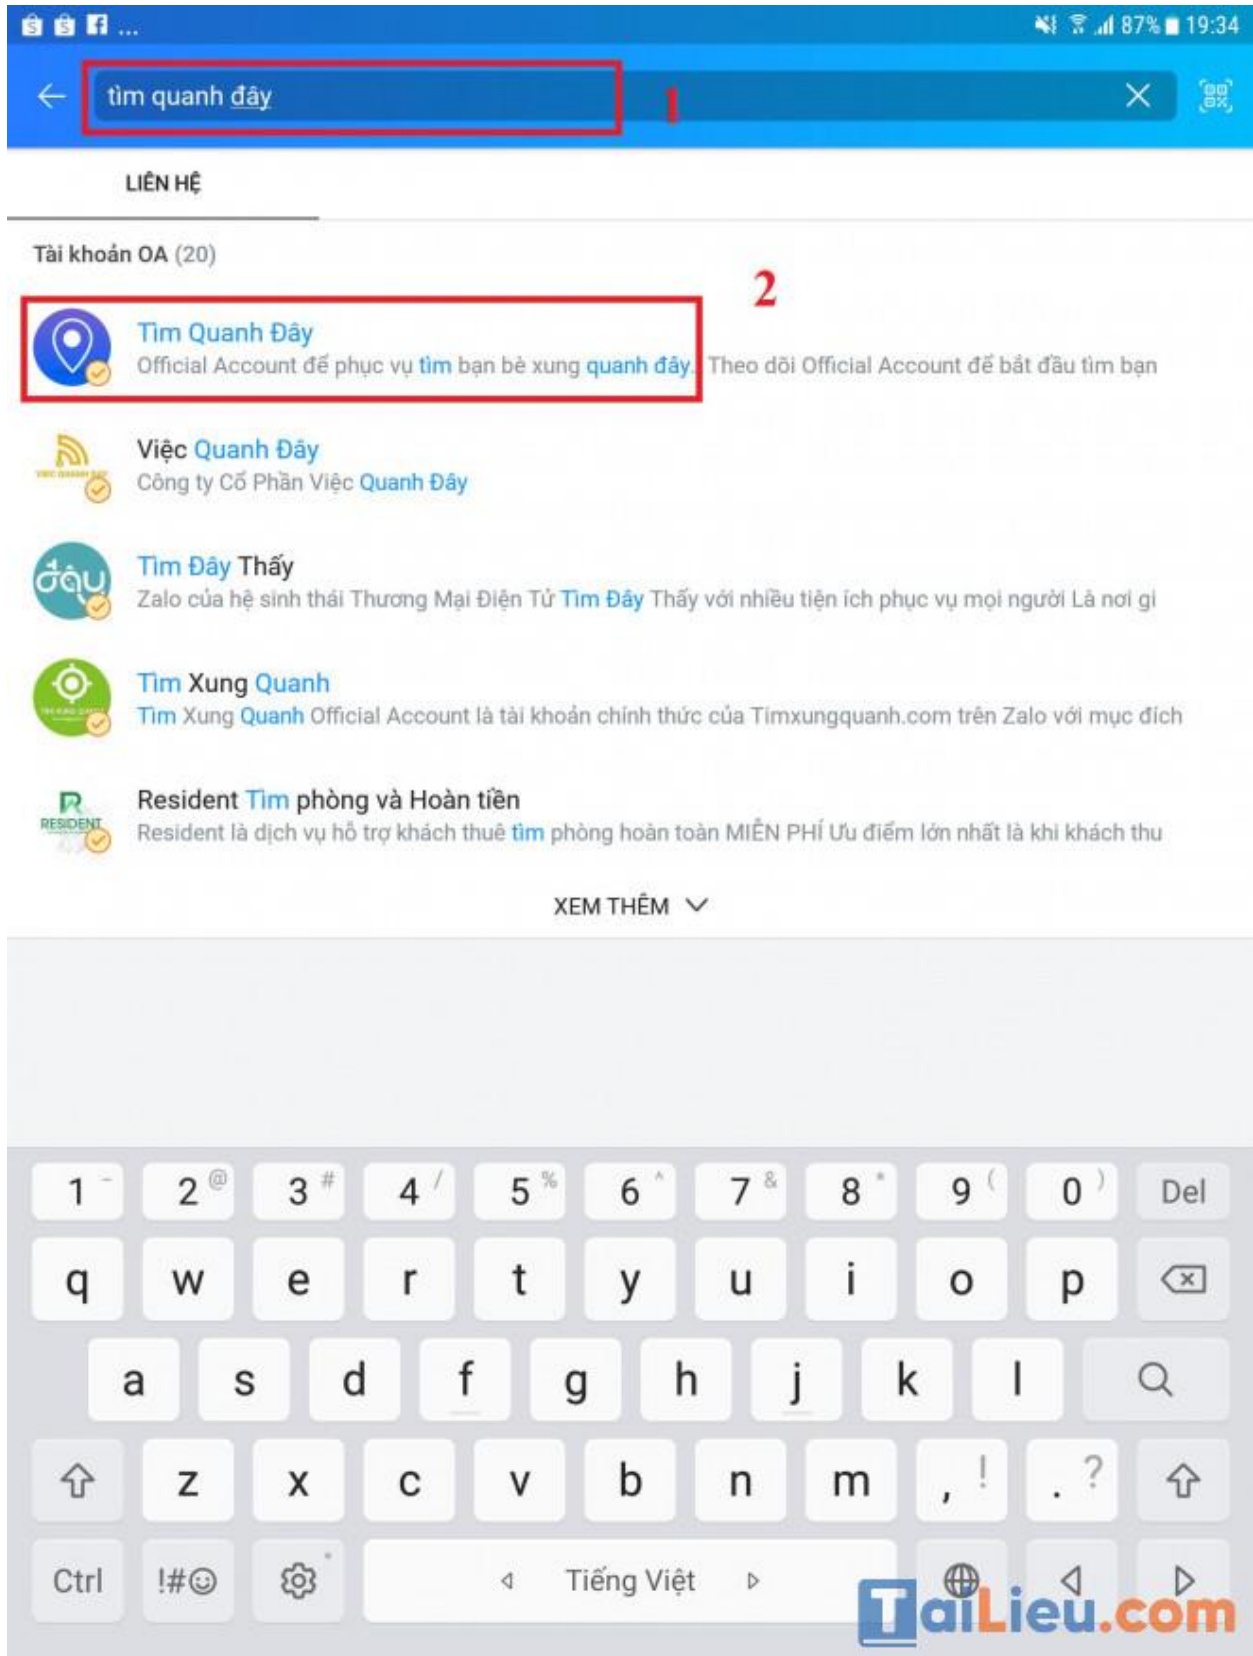 ... 87% 19:34
tìm quanh đây 1
LIÊN HỆ
Tài khoản OA (20)
2
Tìm Quanh Đây
Official Account để phục vụ tìm bạn bè xung quanh đây. Theo dõi Official Account để bắt đầu tìm bạn
Việc Quanh Đây
Công ty Cổ Phần Việc Quanh Đây
Tìm Đây Thấy
đâu
Zalo của hệ sinh thái Thương Mại Điện Tử Tìm Đây Thấy với nhiều tiện ích phục vụ mọi người Là nơi gi
Tìm Xung Quanh
Tìm Xung Quanh Official Account là tài khoản chính thức của Timxungquanh.com trên Zalo với mục đích
Resident Tìm phòng và Hoàn tiền
RESIDENT
Resident là dịch vụ hỗ trợ khách thuê tìm phòng hoàn toàn MIỄN PHÍ Ưu điểm lớn nhất là khi khách thu
XEM THÊM
1 - 2 @ 3 # 4 / 5 % 6 ^ 7 & 8 * 9 ( 0 ) Del
q w e r t y u i o p
a s d f g h j k l
z x c v b n m , ! . ?
Ctrl !#☺ Tiếng Việt
TaiLieu.com